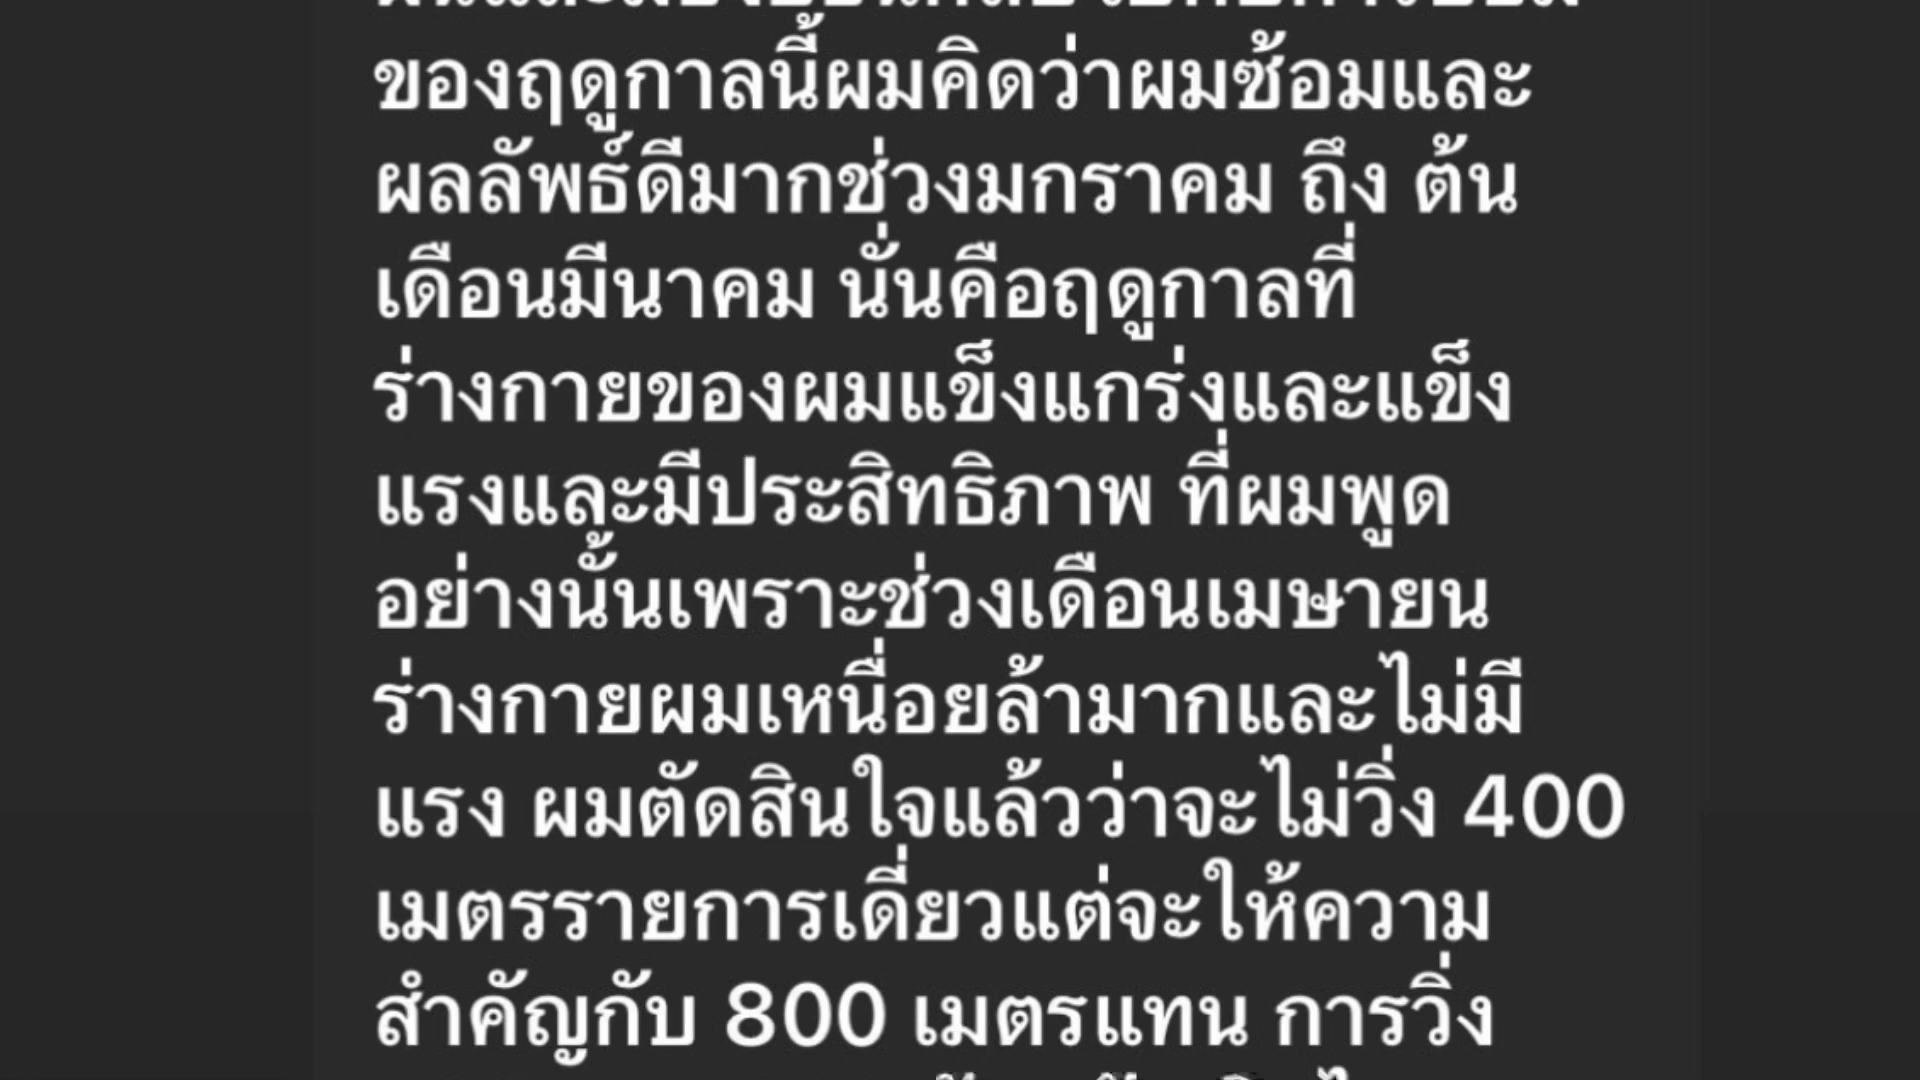 ของฤดูกาลนี้ผมคิดว่าผมซ้อมและ
ผลลัพธ์ดีมากช่วงมกราคม ถึง ต้น
เดือนมีนาคม นั่นคือฤดูกาลที่
ร่างกายของผมแข็งแกร่งและแข็ง
แรงและมีประสิทธิภาพ ที่ผมพูด
อย่างนั้นเพราะช่วงเดือนเมษายน
ร่างกายผมเหนื่อยล้ามากและไม่มี
แรง ผมตัดสินใจแล้วว่าจะไม่วิ่ง 400
เมตรรายการเดี่ยวแต่จะให้ความ
สำคัญกับ 800 เมตรแทน การวิ่ง